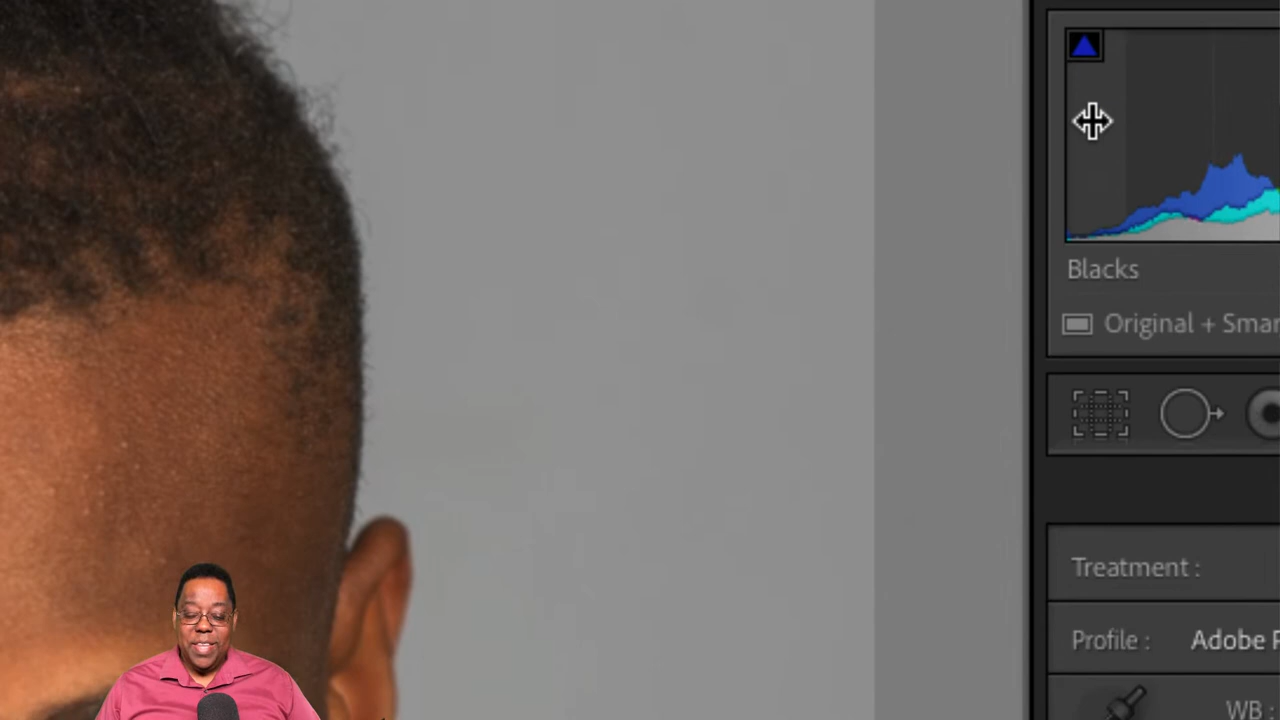 Blacks
Original + Smar
Treatment :
Profile : Adobe P
WB :